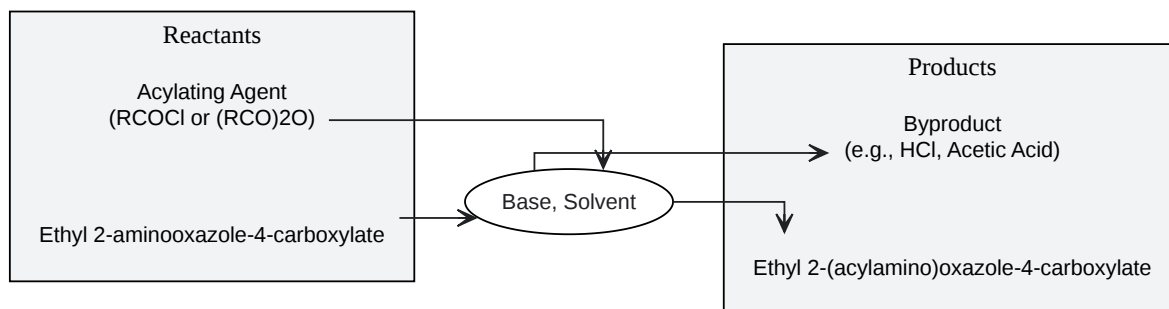 Reactants
Acylating Agent
(RCOCl or (RCO)2O)
Ethyl 2-aminooxazole-4-carboxylate
Base, Solvent
Products
Byproduct
(e.g., HCl, Acetic Acid)
Ethyl 2-(acylamino)oxazole-4-carboxylate